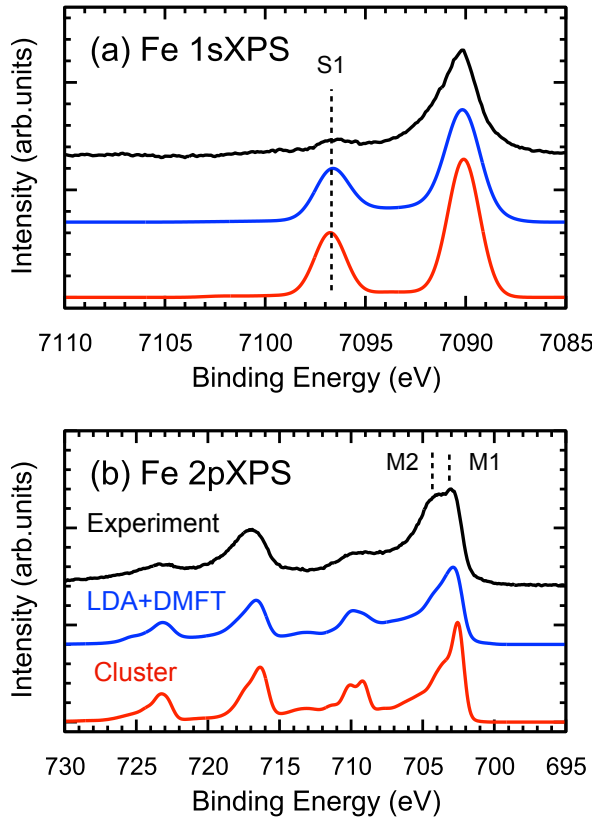 (a) Fe 1sXPS
S1
Intensity (arb.units)
7110 7105 7100 7095 7090 7085
Binding Energy (eV)
(b) Fe 2pXPS
M2 M1
Experiment
LDA+DMFT
Cluster
Intensity (arb.units)
730 725 720 715 710 705 700 695
Binding Energy (eV)